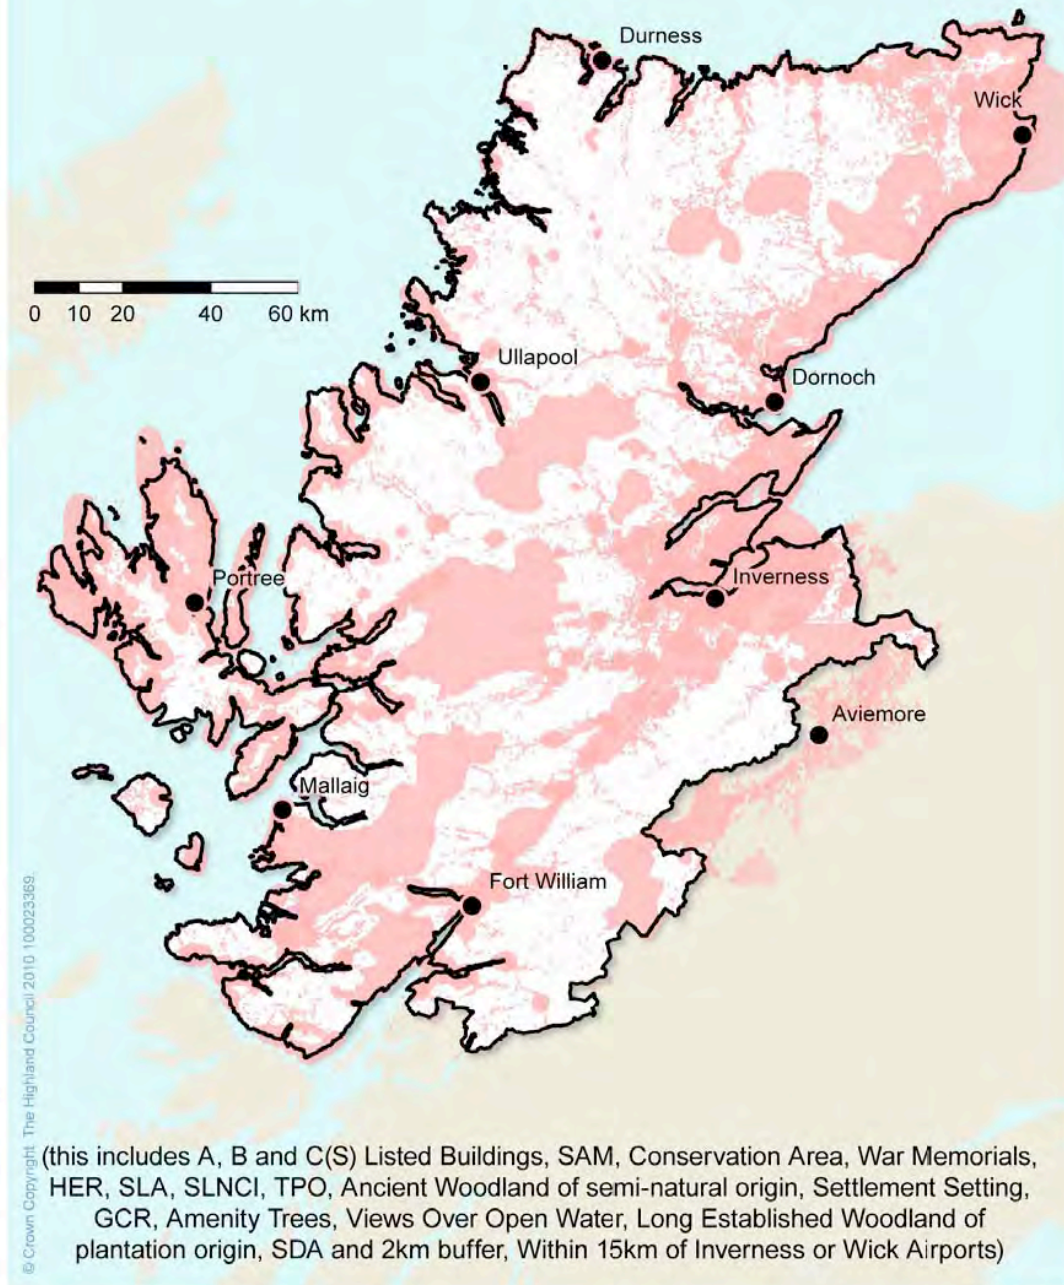 Durness
Wick
0 10 20 40 60 km
Ullapool
Dornoch
Portree
Inverness
Aviemore
Mallaig
Fort William
© Crown Copyright The Highland Council 2010 100023369
(this includes A, B and C(S) Listed Buildings, SAM, Conservation Area, War Memorials,
HER, SLA, SLNCI, TPO, Ancient Woodland of semi-natural origin, Settlement Setting,
GCR, Amenity Trees, Views Over Open Water, Long Established Woodland of
plantation origin, SDA and 2km buffer, Within 15km of Inverness or Wick Airports)